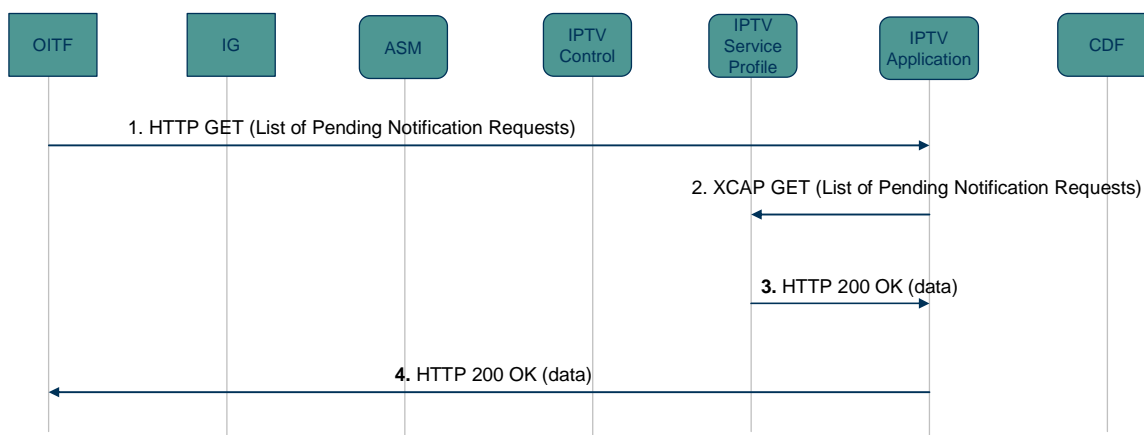 OITF
IG
ASM
IPTV
Control
IPTV
Service
Profile
IPTV
Application
CDF
1. HTTP GET (List of Pending Notification Requests)
2. XCAP GET (List of Pending Notification Requests)
3. HTTP 200 OK (data)
4. HTTP 200 OK (data)